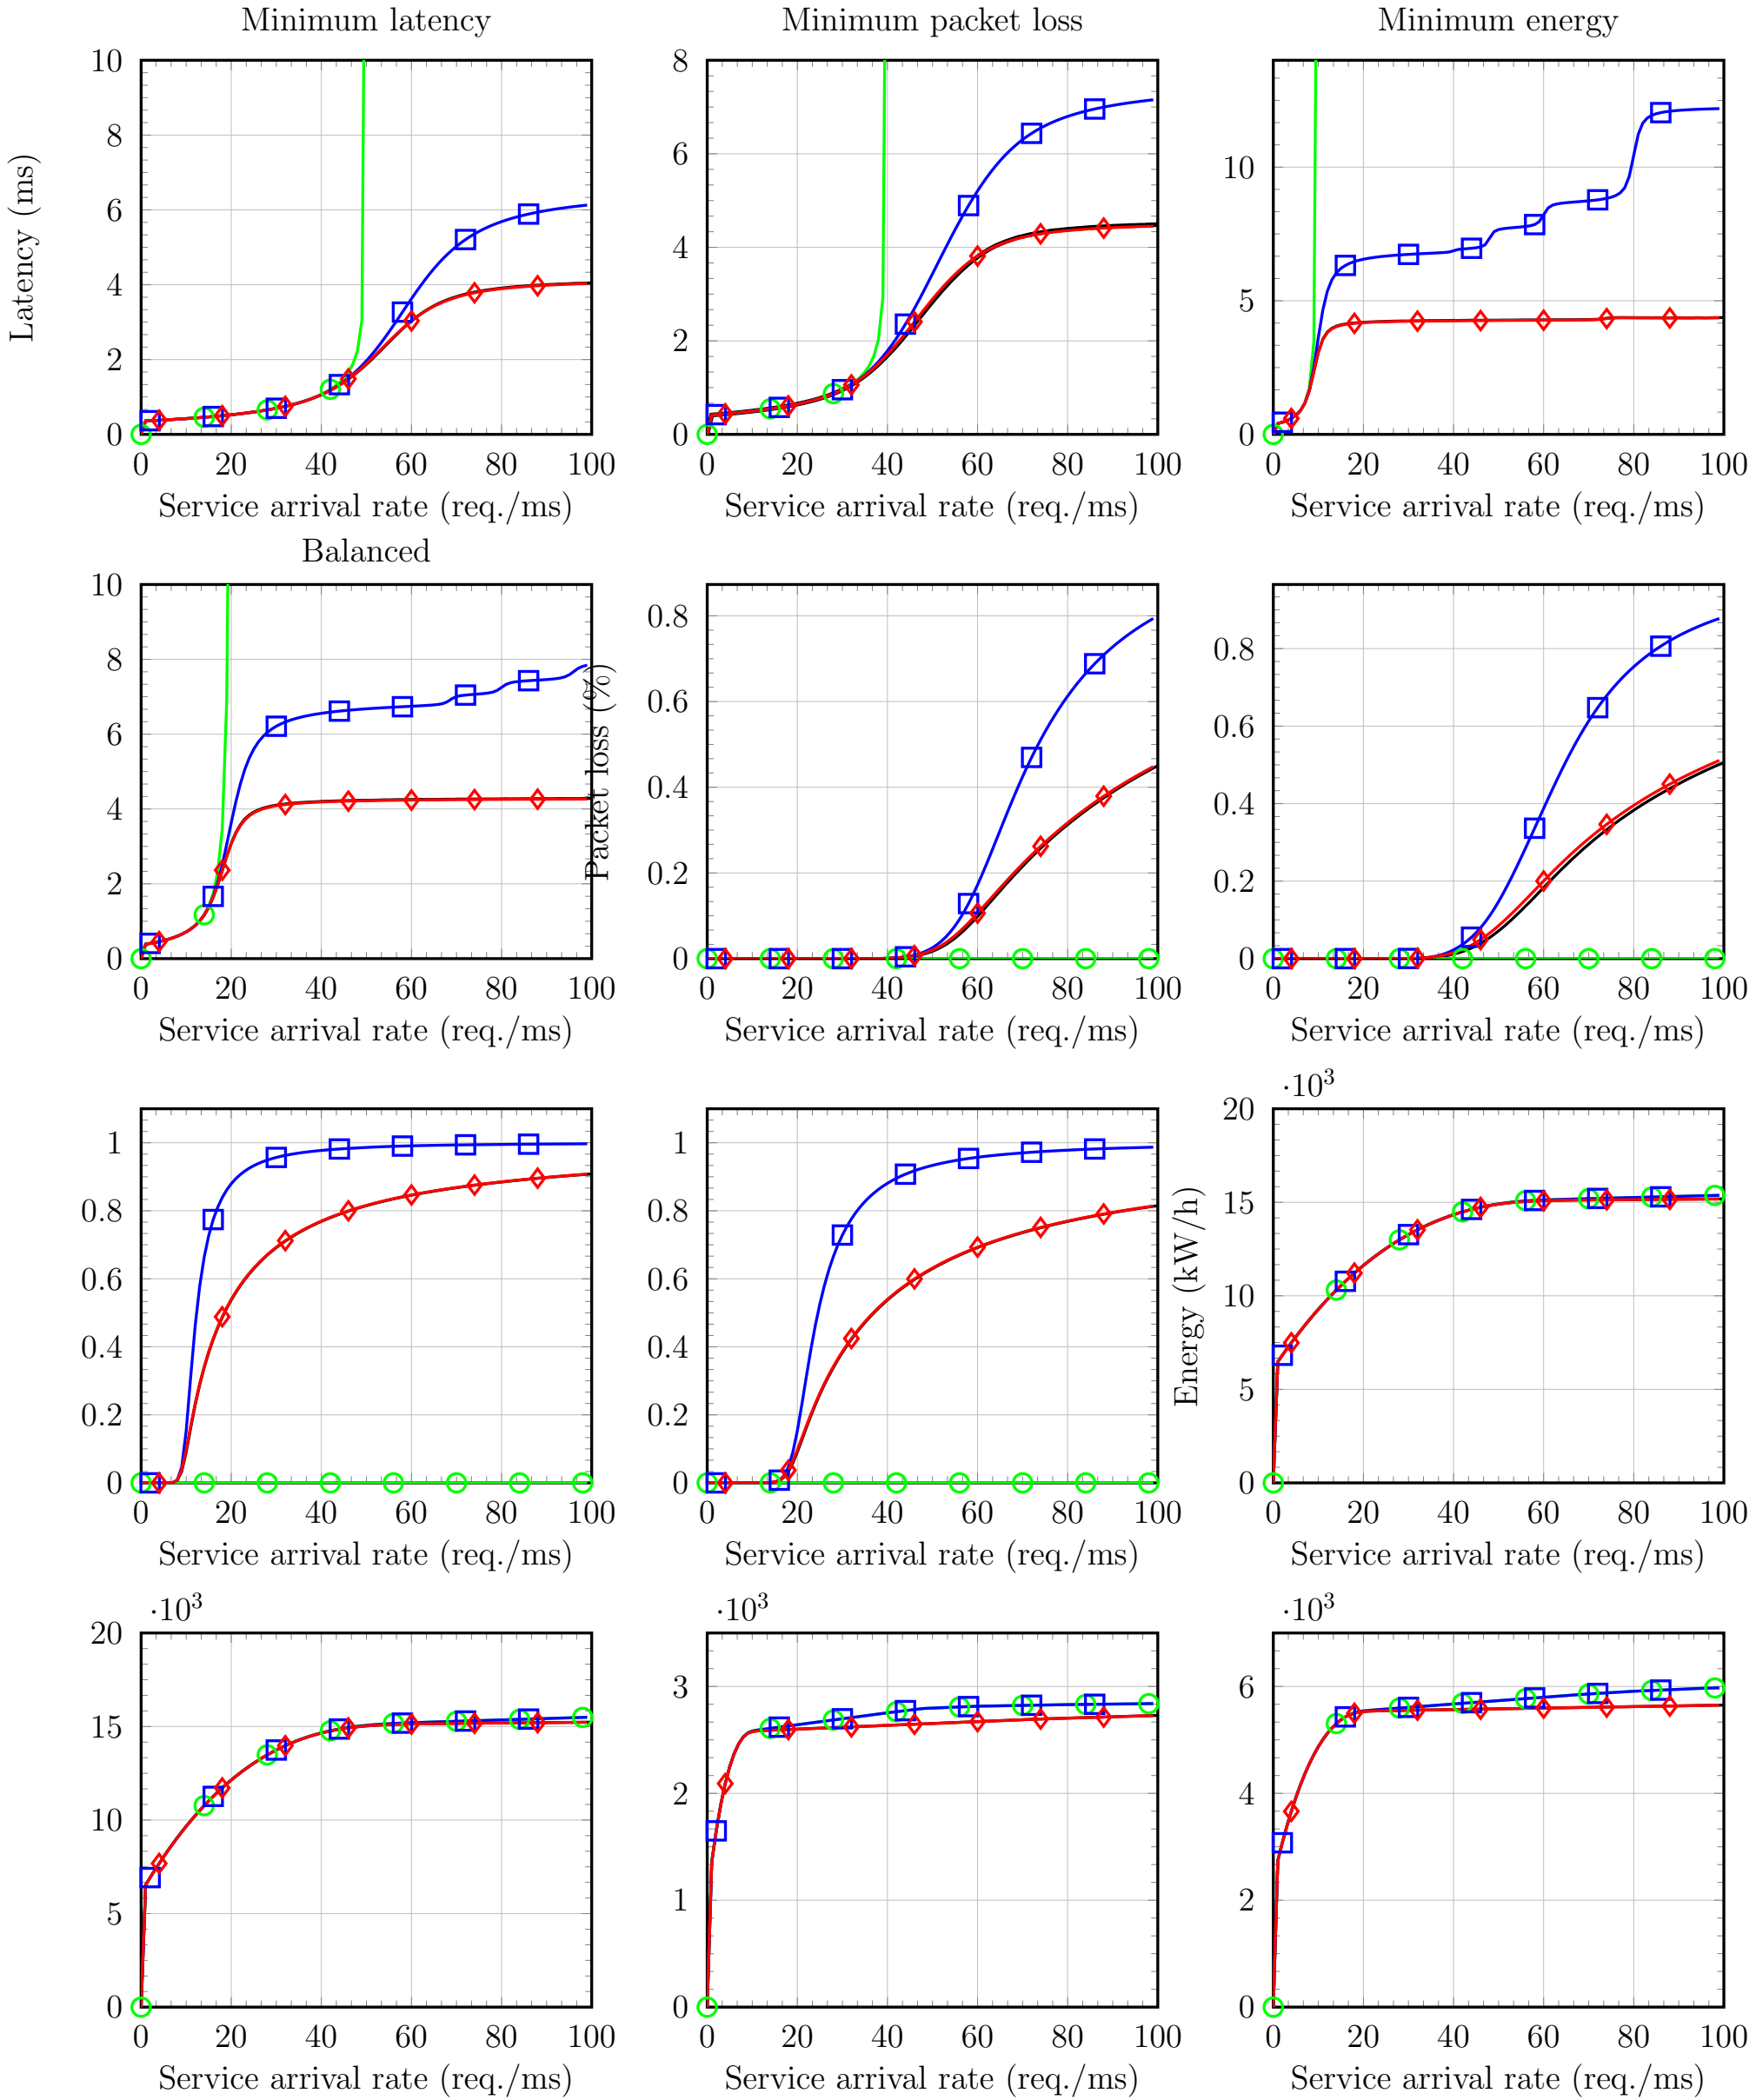 Minimum latency
Minimum packet loss
Minimum energy
Latency (ms)
10
8
6
4
2
0
0 20 40 60 80 100
Service arrival rate (req./ms)
8
6
4
2
0
0 20 40 60 80 100
Service arrival rate (req./ms)
10
5
0
0 20 40 60 80 100
Service arrival rate (req./ms)
Balanced
10
8
6
4
2
0
0 20 40 60 80 100
Service arrival rate (req./ms)
Packet loss (%)
0.8
0.6
0.4
0.2
0
0 20 40 60 80 100
Service arrival rate (req./ms)
0.8
0.6
0.4
0.2
0
0 20 40 60 80 100
Service arrival rate (req./ms)
1
0.8
0.6
0.4
0.2
0
0 20 40 60 80 100
Service arrival rate (req./ms)
1
0.8
0.6
0.4
0.2
0
0 20 40 60 80 100
Service arrival rate (req./ms)
Energy (kW/h)
·10³
20
15
10
5
0
0 20 40 60 80 100
Service arrival rate (req./ms)
·10³
20
15
10
5
0
0 20 40 60 80 100
Service arrival rate (req./ms)
·10³
3
2
1
0
0 20 40 60 80 100
Service arrival rate (req./ms)
·10³
6
4
2
0
0 20 40 60 80 100
Service arrival rate (req./ms)